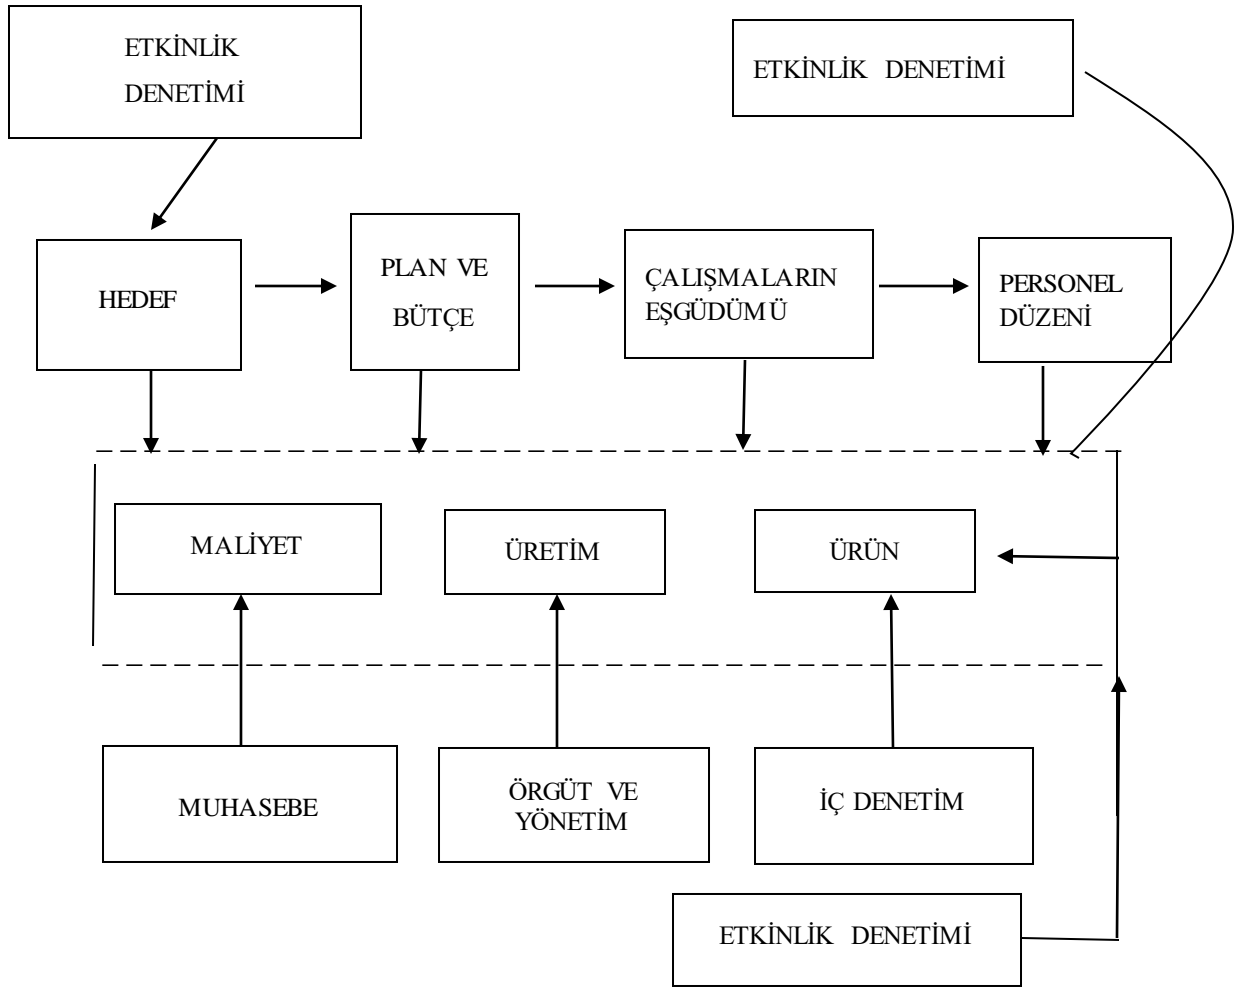 ETKİNLİK
DENETİMİ
ETKİNLİK DENETİMİ
HEDEF
PLAN VE
BÜTÇE
ÇALIŞMALARIN
EŞGÜDÜMÜ
PERSONEL
DÜZENİ
MALİYET
ÜRETİM
ÜRÜN
MUHASEBE
ÖRGÜT VE
YÖNETİM
İÇ DENETİM
ETKİNLİK DENETİMİ